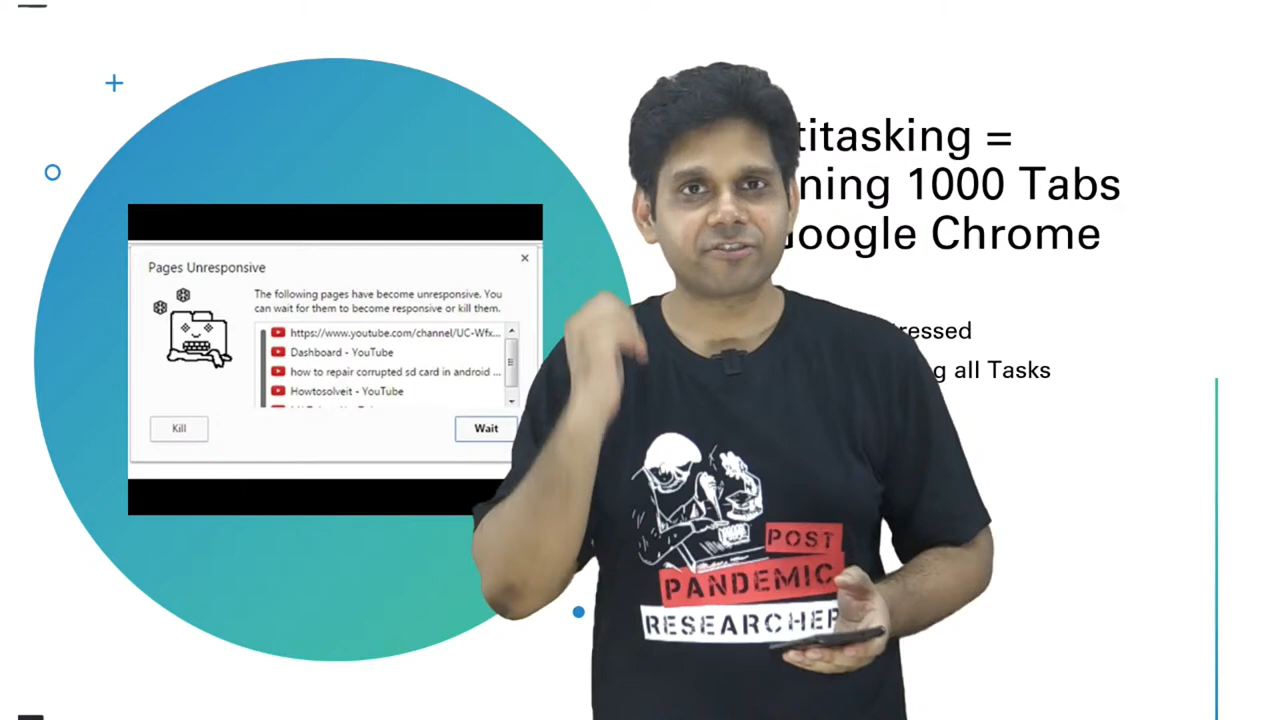 titasking =
ning 1000 Tabs
oogle Chrome
ressed
g all Tasks
Pages Unresponsive
The following pages have become unresponsive. You
can wait for them to become responsive or kill them.
https://www.youtube.com/channel/UC-Wfx...
Dashboard - YouTube
how to repair corrupted sd card in android ...
Howtosolveit - YouTube
Kill
Wait
POST
PANDEMIC
RESEARCHER